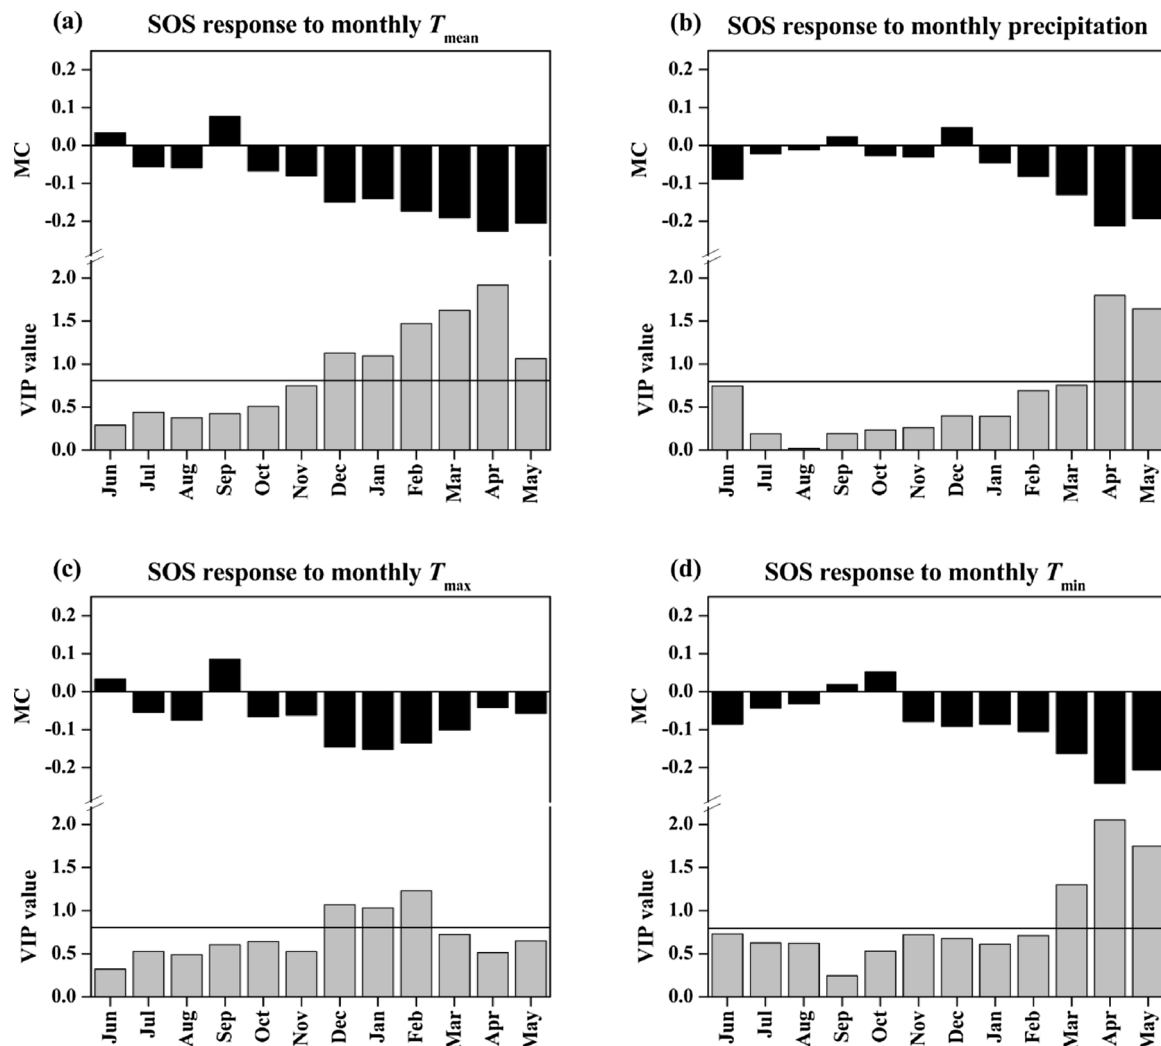 (a) SOS response to monthly Tmean
0.2
0.1
0.0
-0.1
-0.2
MC
2.0
1.5
1.0
0.5
0.0
VIP value
Jun Jul Aug Sep Oct Nov Dec Jan Feb Mar Apr May
(b) SOS response to monthly precipitation
0.2
0.1
0.0
-0.1
-0.2
MC
2.0
1.5
1.0
0.5
0.0
VIP value
Jun Jul Aug Sep Oct Nov Dec Jan Feb Mar Apr May
(c) SOS response to monthly Tmax
0.2
0.1
0.0
-0.1
-0.2
MC
2.0
1.5
1.0
0.5
0.0
VIP value
Jun Jul Aug Sep Oct Nov Dec Jan Feb Mar Apr May
(d) SOS response to monthly Tmin
0.2
0.1
0.0
-0.1
-0.2
MC
2.0
1.5
1.0
0.5
0.0
VIP value
Jun Jul Aug Sep Oct Nov Dec Jan Feb Mar Apr May